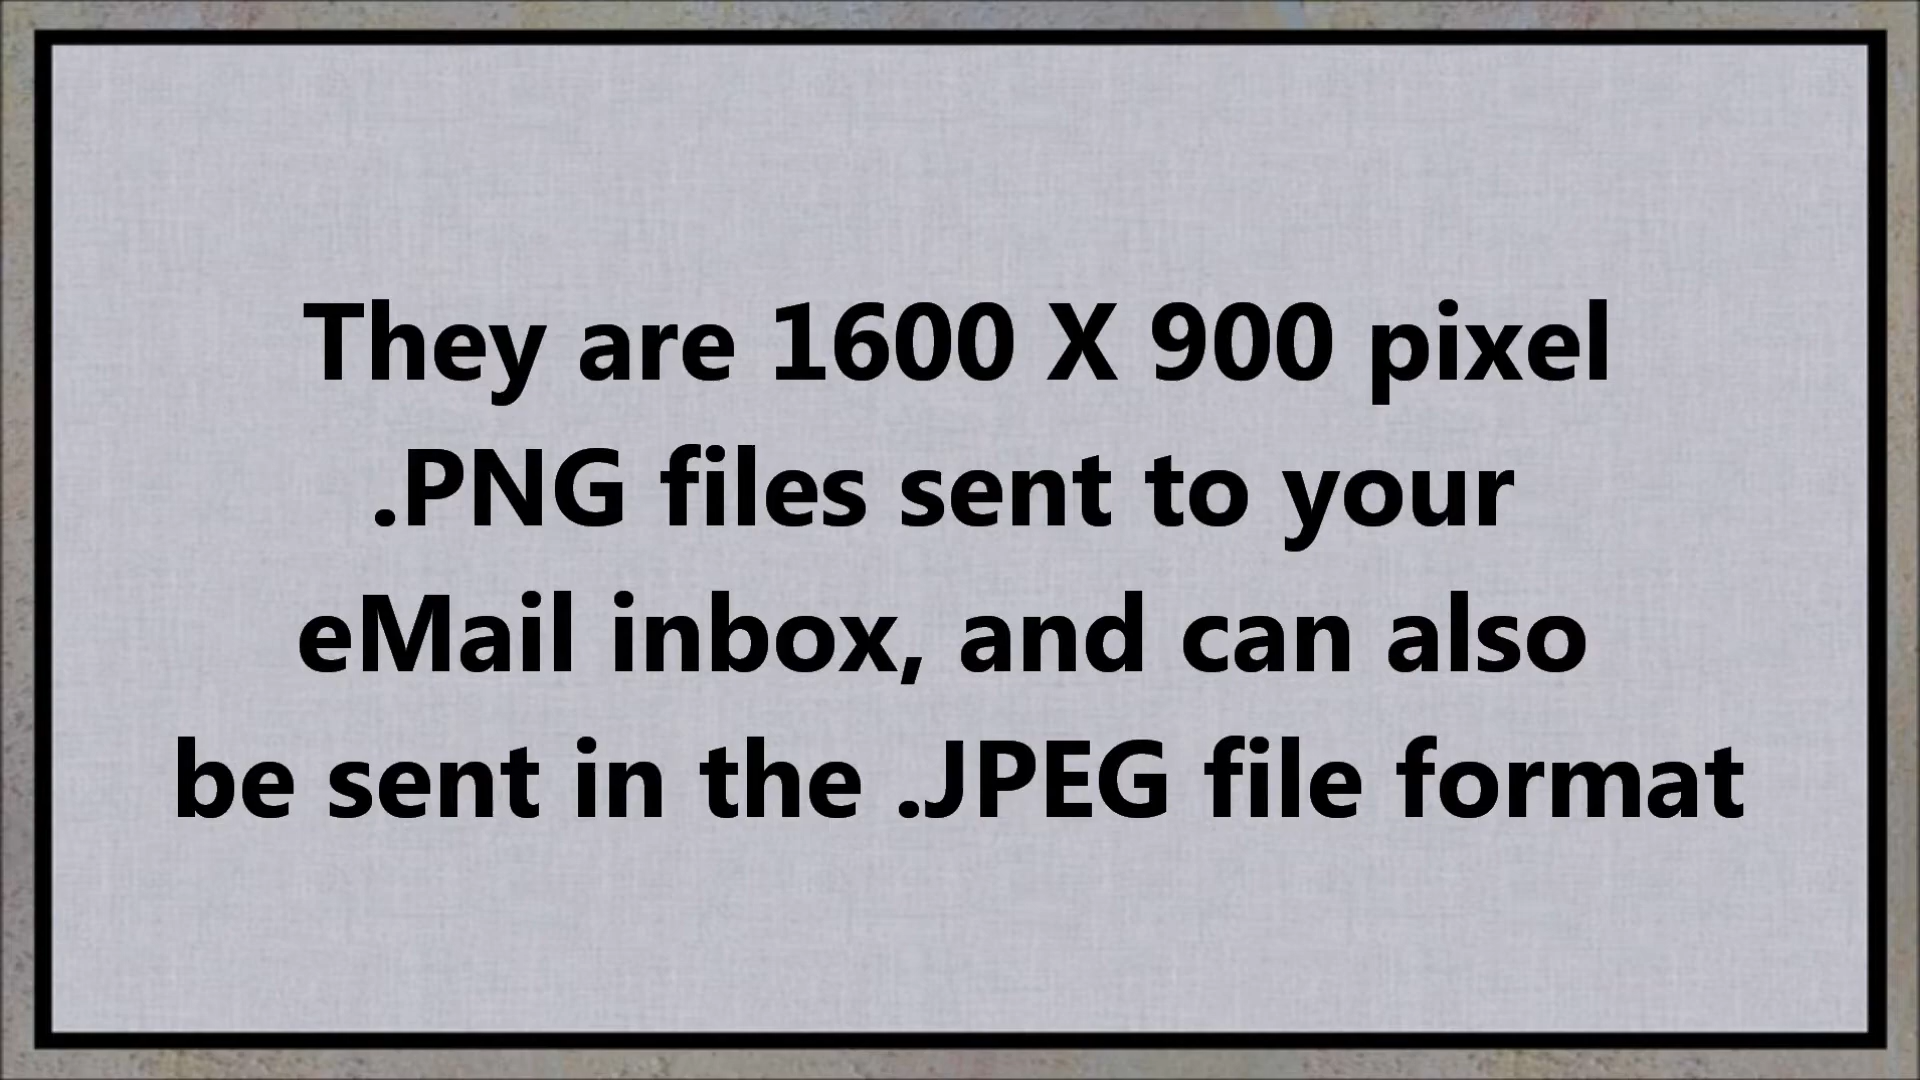 They are 1600 X 900 pixel
.PNG files sent to your
eMail inbox, and can also
be sent in the .JPEG file format